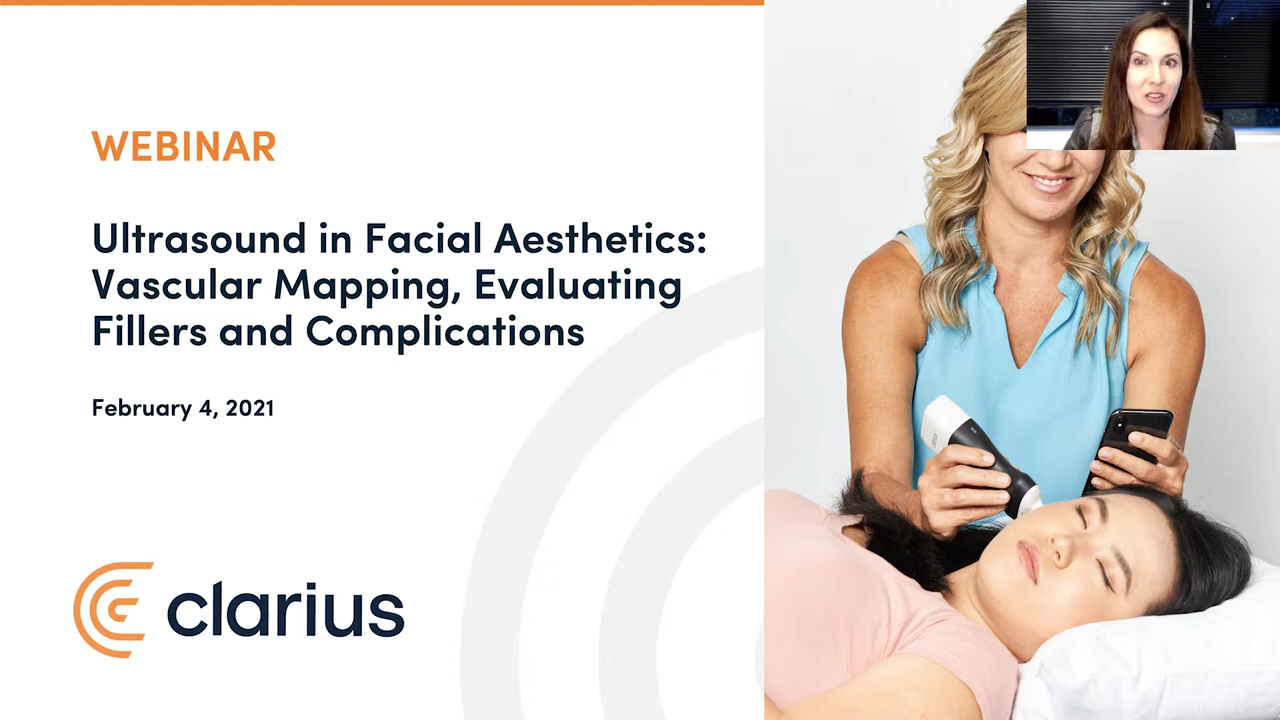 WEBINAR
Ultrasound in Facial Aesthetics:
Vascular Mapping, Evaluating
Fillers and Complications
February 4, 2021
clarius